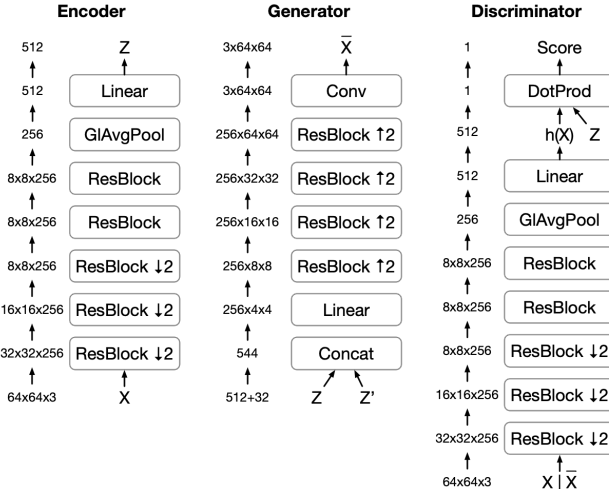 Encoder
512 Z
512 Linear
256 GlAvgPool
8x8x256 ResBlock
8x8x256 ResBlock
8x8x256 ResBlock ↓2
16x16x256 ResBlock ↓2
32x32x256 ResBlock ↓2
64x64x3 X
Generator
3x64x64 X̅
3x64x64 Conv
256x64x64 ResBlock ↑2
256x32x32 ResBlock ↑2
256x16x16 ResBlock ↑2
256x8x8 ResBlock ↑2
256x4x4 Linear
544 Concat
512+32 Z Z’
Discriminator
1 Score
1 DotProd
512 h(X) Z
512 Linear
256 GlAvgPool
8x8x256 ResBlock
8x8x256 ResBlock
8x8x256 ResBlock ↓2
16x16x256 ResBlock ↓2
32x32x256 ResBlock ↓2
64x64x3 X | X̅